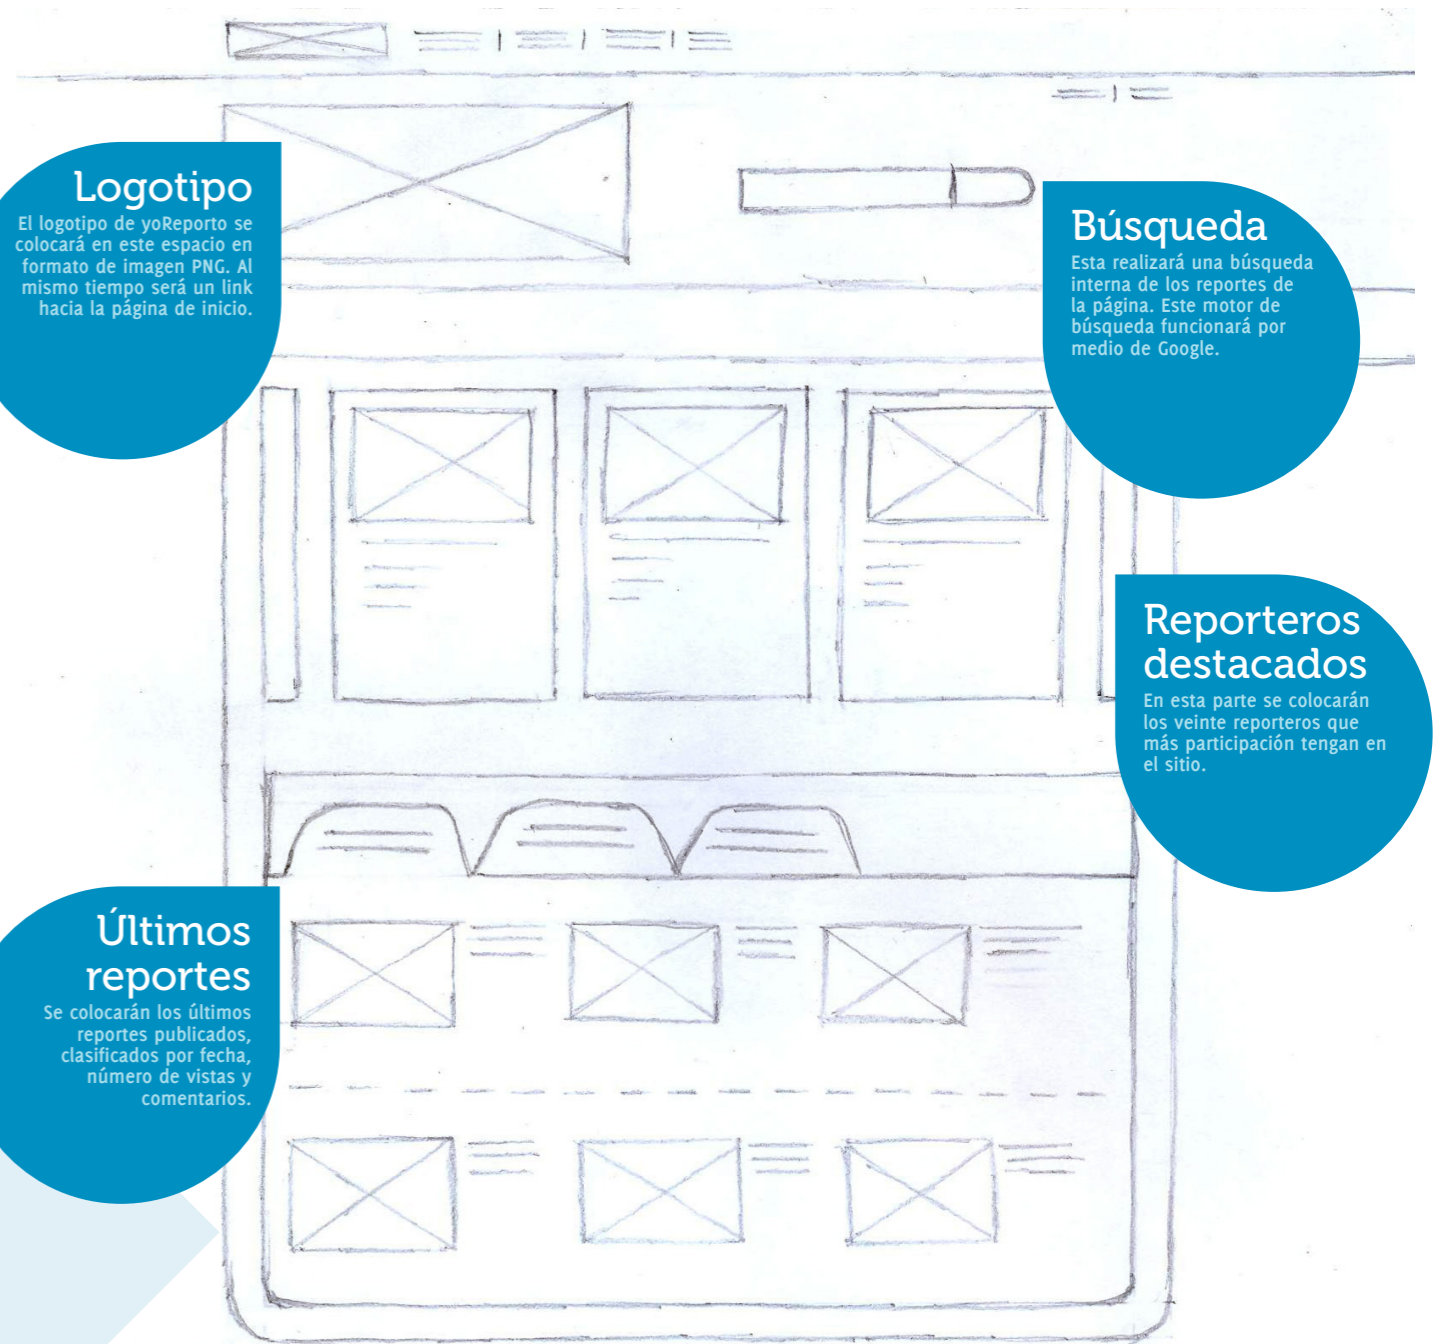 Logotipo
El logotipo de yoReporto se
colocará en este espacio en
formato de imagen PNG. Al
mismo tiempo será un link
hacia la página de inicio.
Búsqueda
Esta realizará una búsqueda
interna de los reportes de
la página. Este motor de
búsqueda funcionará por
medio de Google.
Reporteros
destacados
En esta parte se colocarán
los veinte reporteros que
más participación tengan en
el sitio.
Últimos
reportes
Se colocarán los últimos
reportes publicados,
clasificados por fecha,
número de vistas y
comentarios.